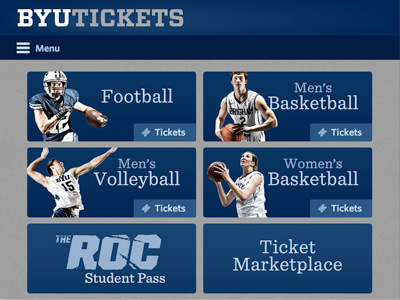 BYUTICKETS
Menu
Football
Tickets
Men's
Basketball
Tickets
Men's
Volleyball
Tickets
Women's
Basketball
Tickets
THE ROC
Student Pass
Ticket
Marketplace